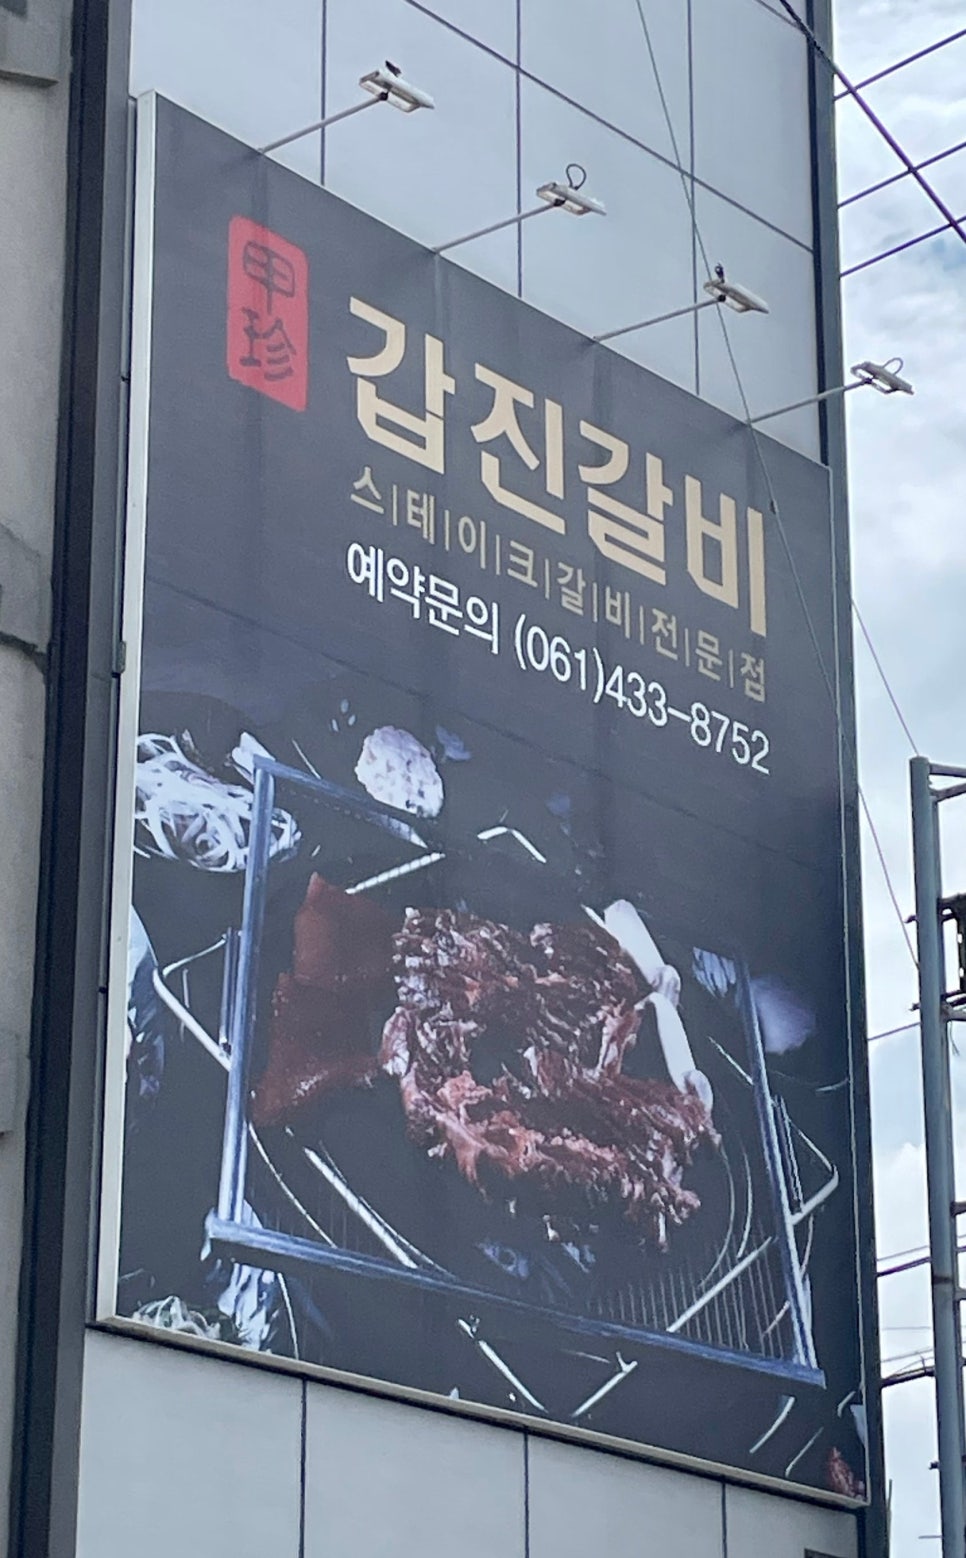 甲
珍
갑진갈비
스|테|이|크|갈|비|전|문|점
예약문의 (061)433-8752